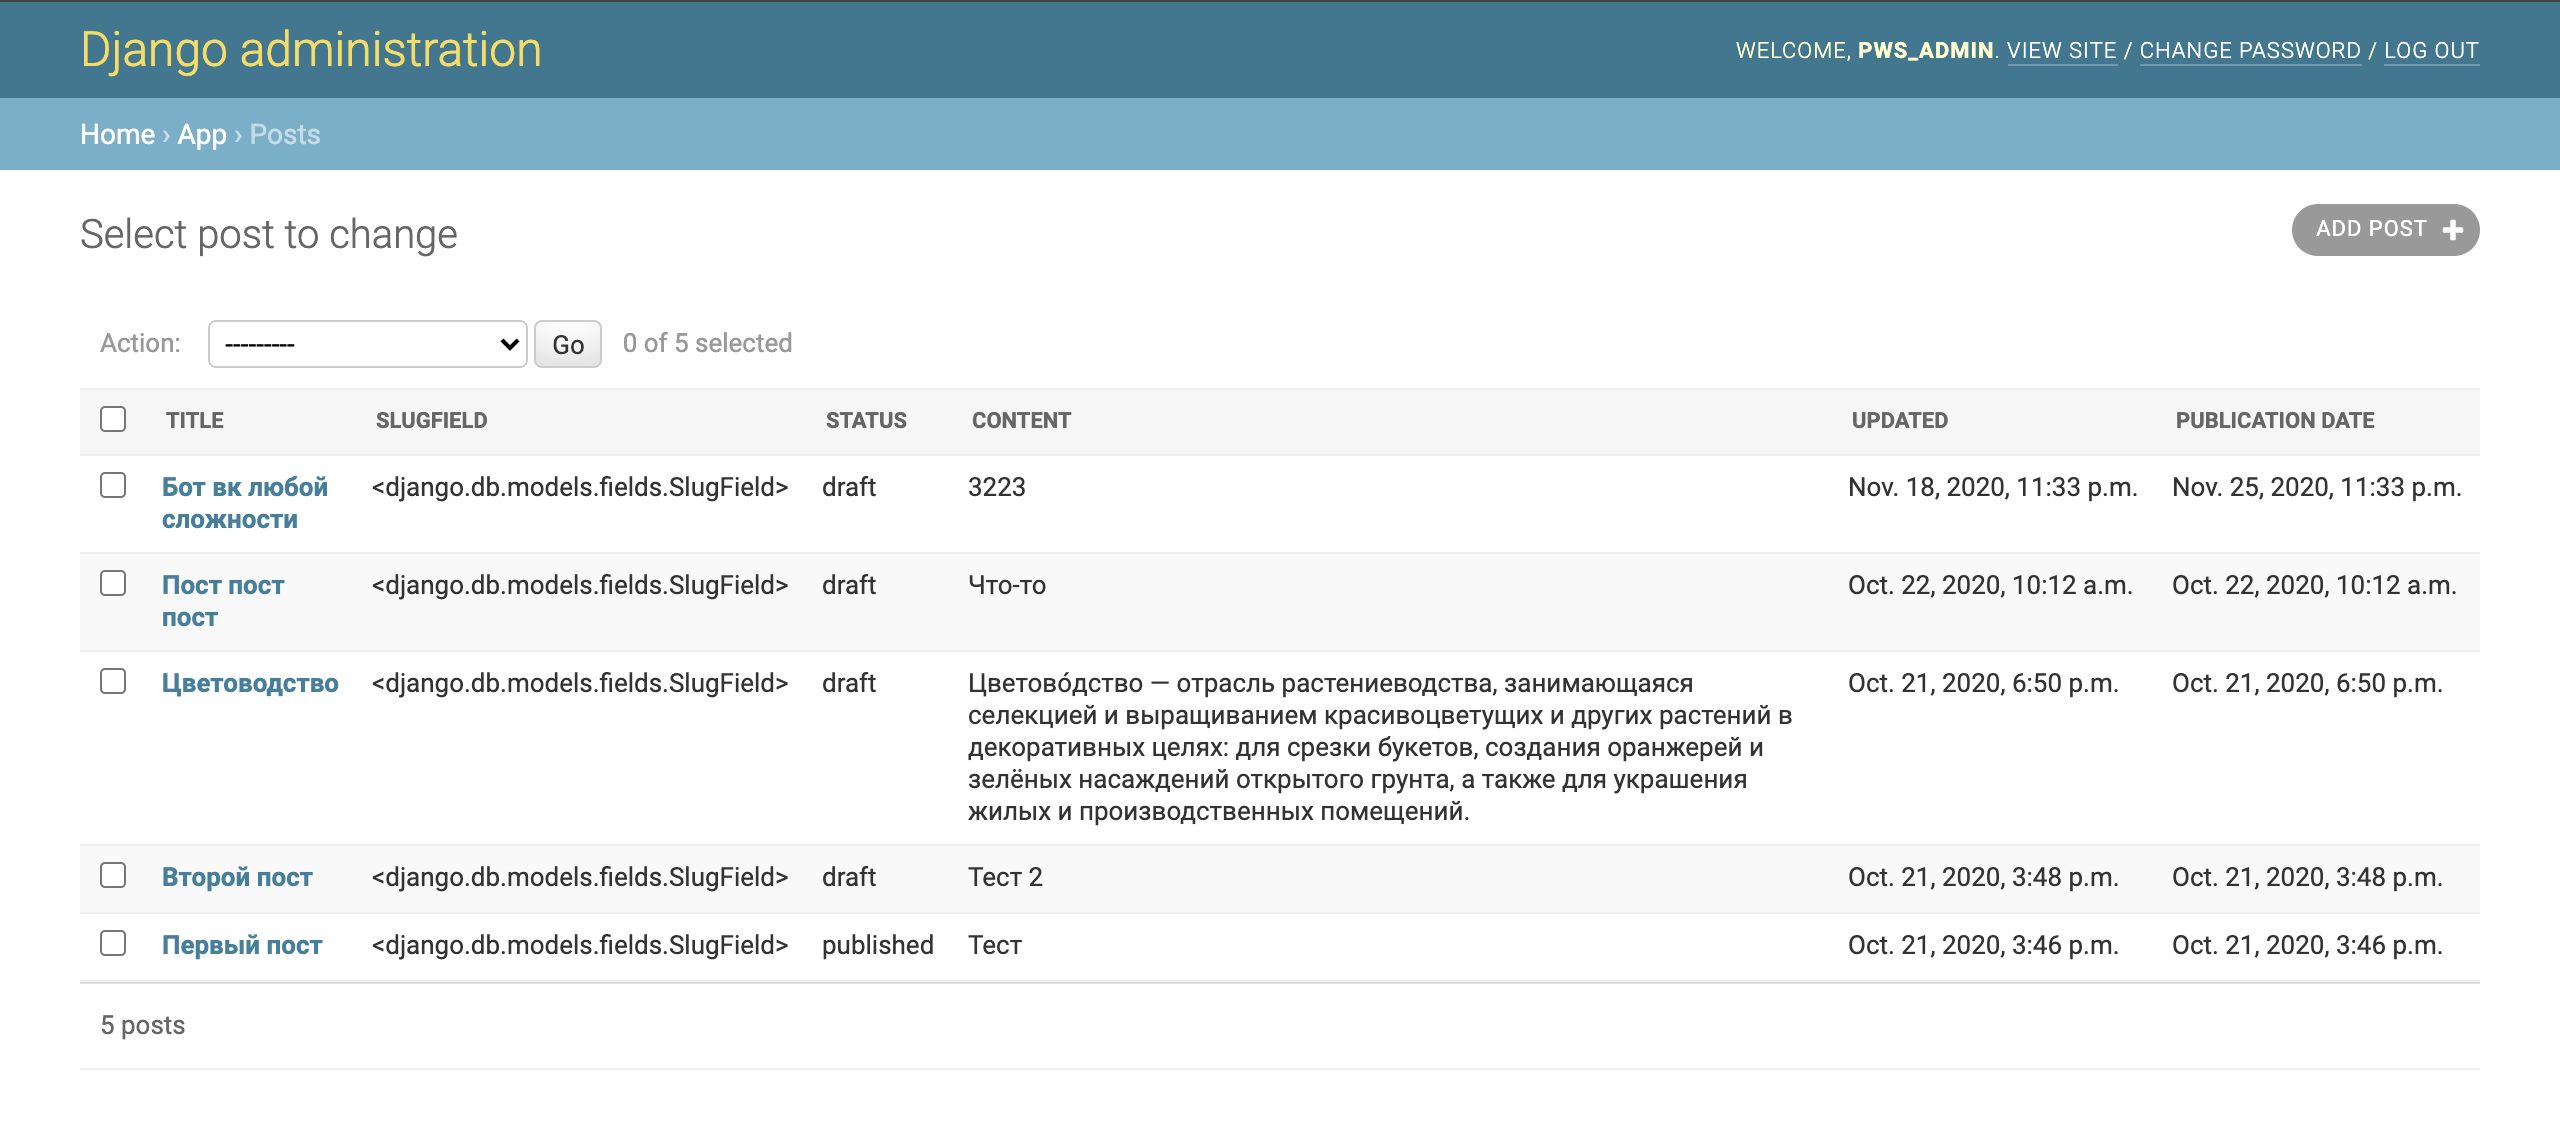 Django administration
WELCOME, PWS_ADMIN. VIEW SITE / CHANGE PASSWORD / LOG OUT
Home › App › Posts
Select post to change
ADD POST
Action: --------- Go 0 of 5 selected
TITLE SLUGFIELD STATUS CONTENT UPDATED PUBLICATION DATE
Бот вк любой <django.db.models.fields.SlugField> draft 3223 Nov. 18, 2020, 11:33 p.m. Nov. 25, 2020, 11:33 p.m.
сложности
Пост пост <django.db.models.fields.SlugField> draft Что-то Oct. 22, 2020, 10:12 a.m. Oct. 22, 2020, 10:12 a.m.
пост
Цветоводство <django.db.models.fields.SlugField> draft Цветово́дство — отрасль растениеводства, занимающаяся Oct. 21, 2020, 6:50 p.m. Oct. 21, 2020, 6:50 p.m.
селекцией и выращиванием красивоцветущих и других растений в
декоративных целях: для срезки букетов, создания оранжерей и
зелёных насаждений открытого грунта, а также для украшения
жилых и производственных помещений.
Второй пост <django.db.models.fields.SlugField> draft Тест 2 Oct. 21, 2020, 3:48 p.m. Oct. 21, 2020, 3:48 p.m.
Первый пост <django.db.models.fields.SlugField> published Тест Oct. 21, 2020, 3:46 p.m. Oct. 21, 2020, 3:46 p.m.
5 posts